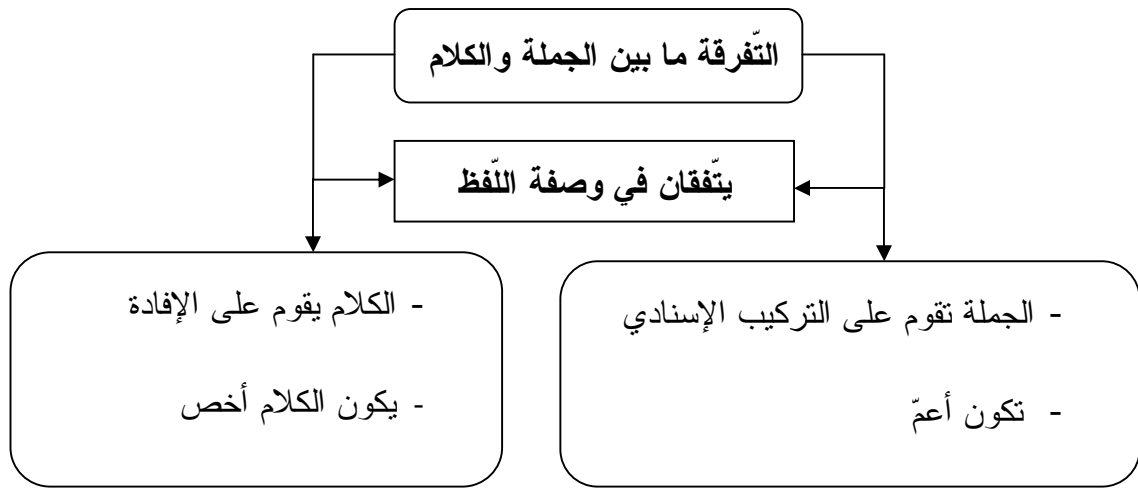 التّفرقة ما بين الجملة والكلام
يتّفقان في وصفة اللّفظ
- الجملة تقوم على التركيب الإسنادي
- تكون أعمّ
- الكلام يقوم على الإفادة
- يكون الكلام أخص